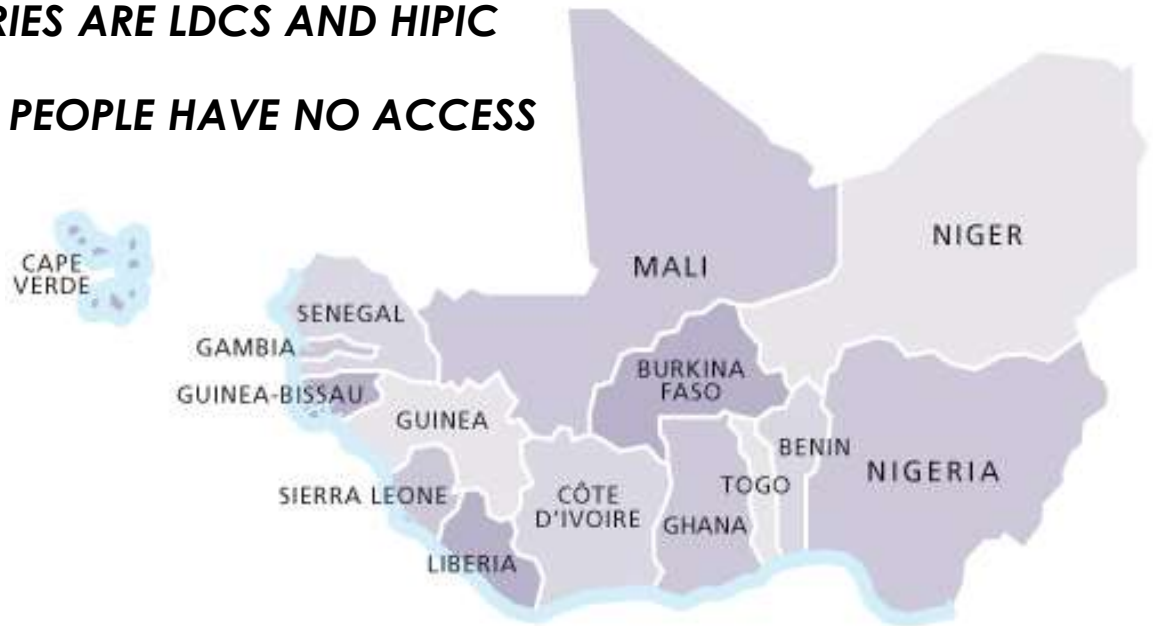 RIES ARE LDCS AND HIPIC
PEOPLE HAVE NO ACCESS
CAPE
VERDE
MALI
NIGER
SENEGAL
GAMBIA
GUINEA-BISSAU
GUINEA
BURKINA
FASO
BENIN
NIGERIA
TOGO
SIERRA LEONE
CÔTE
D'IVOIRE
GHANA
LIBERIA